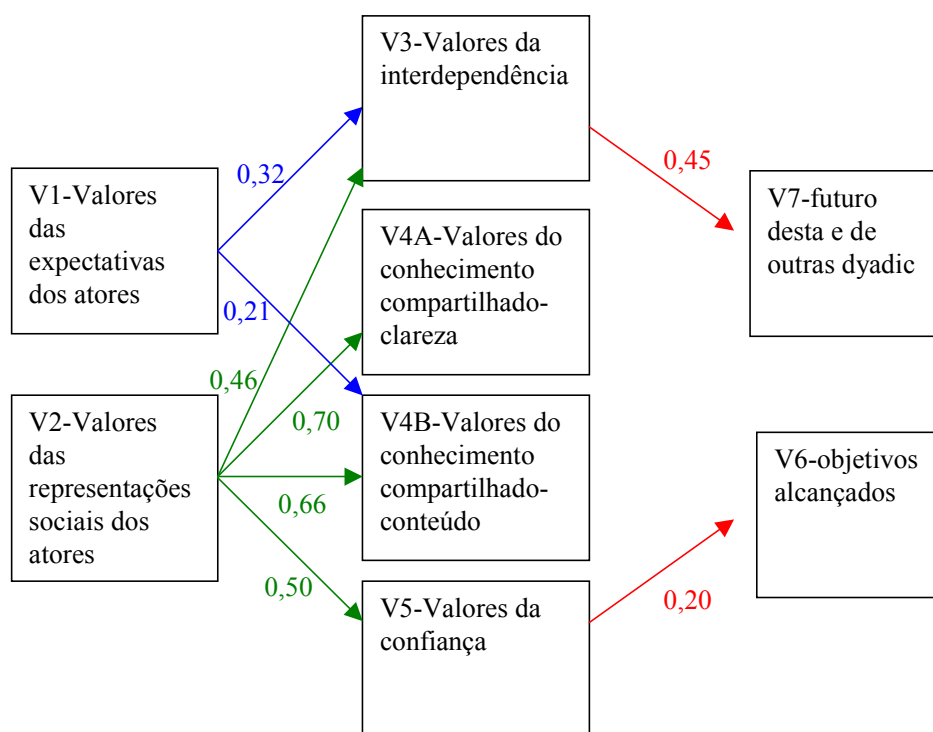 V3-Valores da
interdependência
0,32
0,45
V1-Valores
das
expectativas
dos atores
V7-futuro
desta e de
outras dyadic
V4A-Valores do
conhecimento
compartilhado-
clareza
0,21
0,46
0,70
V2-Valores
das
representações
sociais dos
atores
V4B-Valores do
conhecimento
compartilhado-
conteúdo
V6-objetivos
alcançados
0,66
0,50
V5-Valores da
confiança
0,20